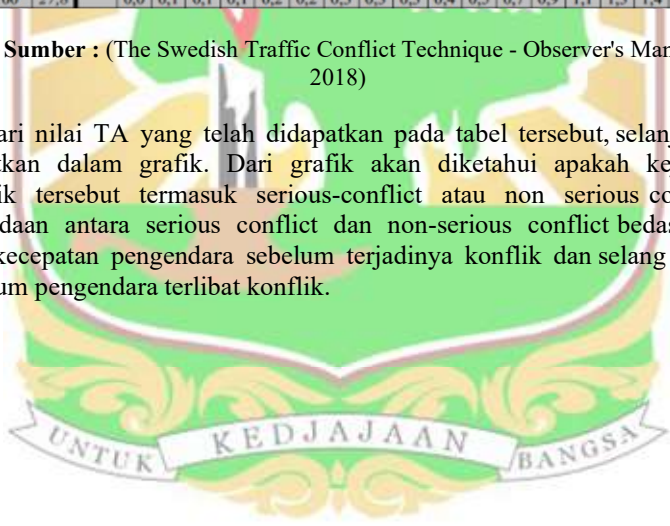 Sumber : (The Swedish Traffic Conflict Technique - Observer's Man
2018)
ari nilai TA yang telah didapatkan pada tabel tersebut, selan
tkan dalam grafik. Dari grafik akan diketahui apakah ke
ik tersebut termasuk serious-conflict atau non serious co
daan antara serious conflict dan non-serious conflict bedas
kecepatan pengendara sebelum terjadinya konflik dan selang
um pengendara terlibat konflik.
UNTUK KEDJAJAAN BANGSA